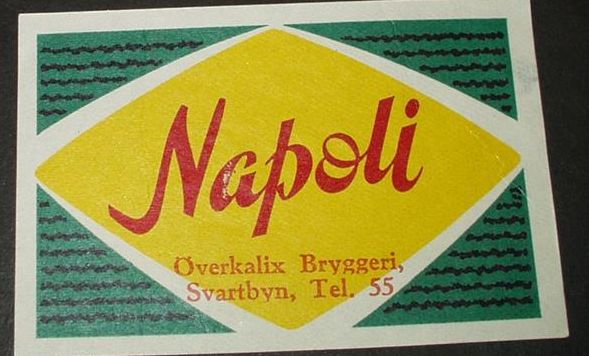 Napoli
Överkalix Bryggeri,
Svartbyn, Tel. 55